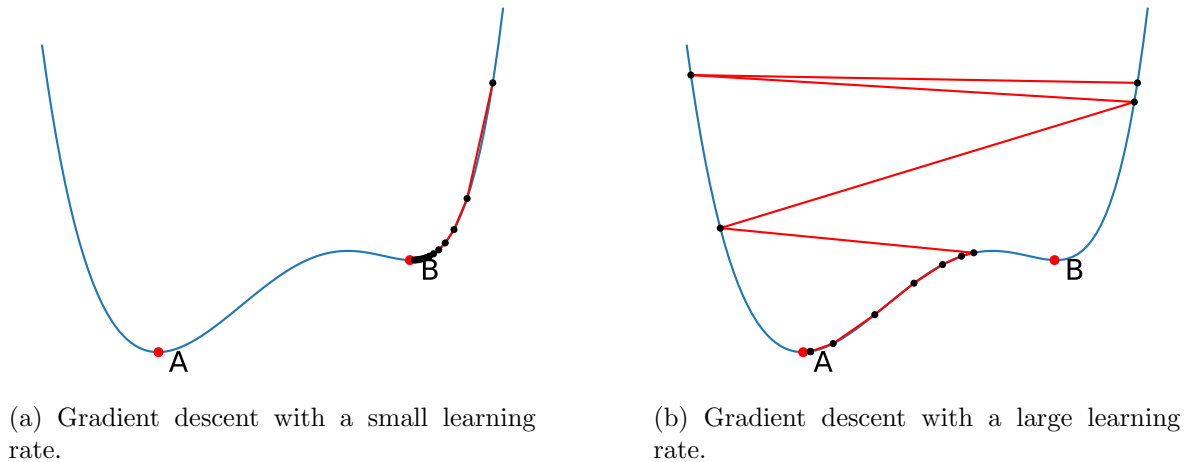 B
A
(a) Gradient descent with a small learning
rate.
B
A
(b) Gradient descent with a large learning
rate.